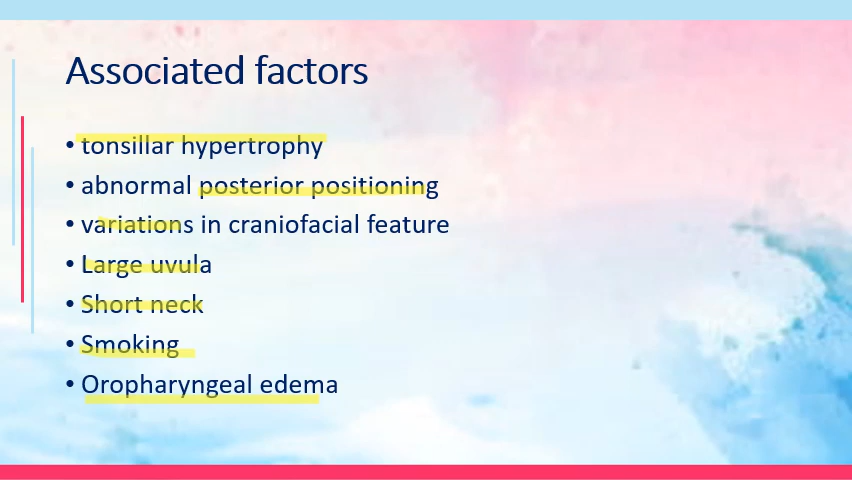 Associated factors
• tonsillar hypertrophy
• abnormal posterior positioning
• variations in craniofacial feature
• Large uvula
• Short neck
• Smoking
• Oropharyngeal edema